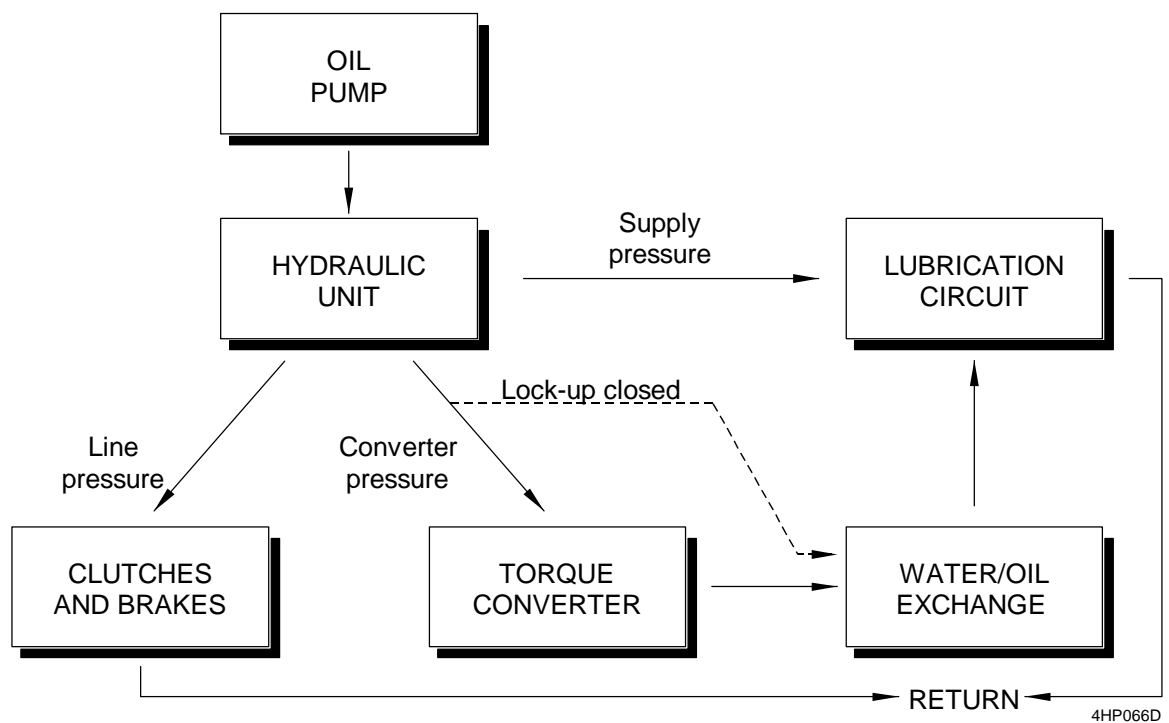 OIL
PUMP
HYDRAULIC
UNIT
Supply
pressure
LUBRICATION
CIRCUIT
Lock-up closed
Line
pressure
Converter
pressure
CLUTCHES
AND BRAKES
TORQUE
CONVERTER
WATER/OIL
EXCHANGE
RETURN
4HP066D